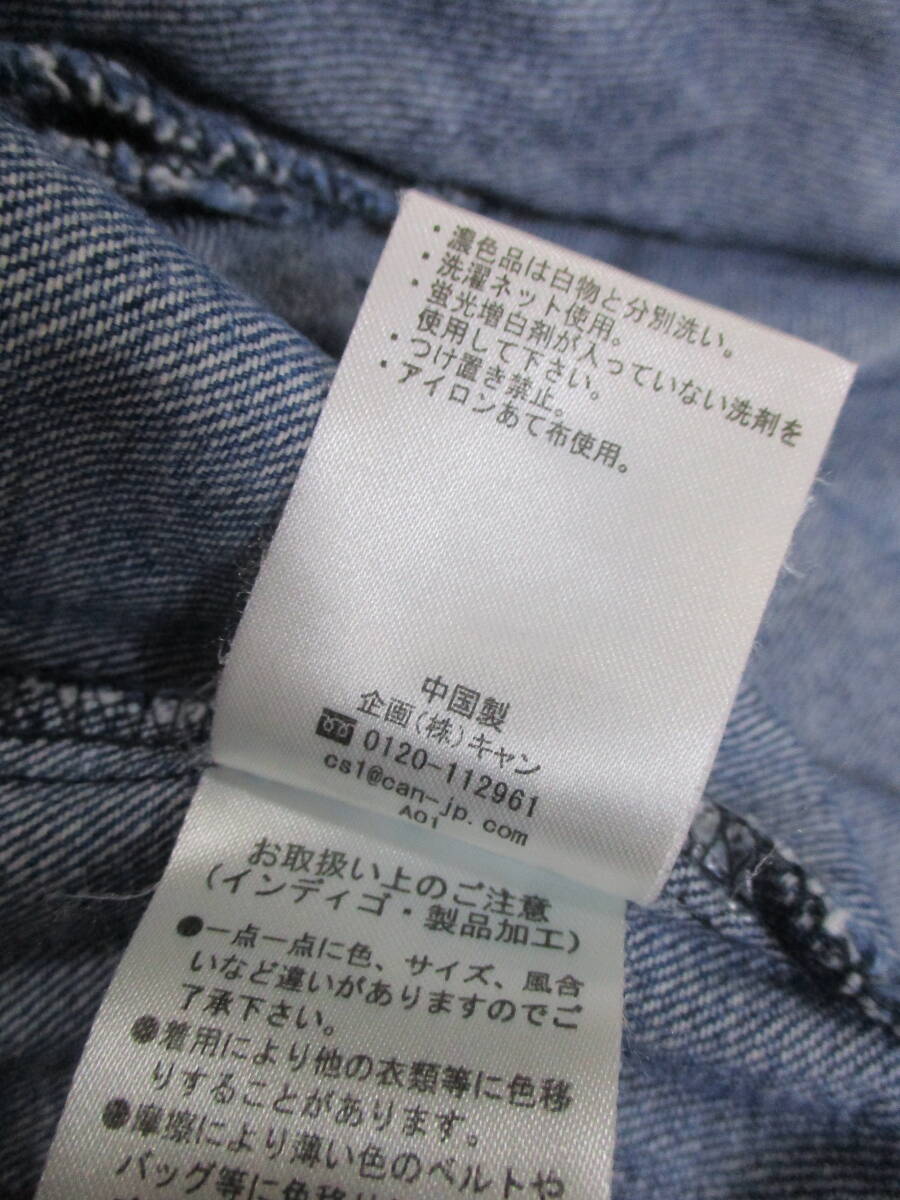 ・濃色品は白物と分別洗い。
・洗濯ネット使用。
・蛍光増白剤が入っていない洗剤を
使用して下さい。
・つけ置き禁止。
・アイロンあて布使用。
中国製
企画(株)キャン
0120-112961
cs1@can-jp.com
A01
お取扱い上のご注意
(インディゴ・製品加工)
●一点一点に色、サイズ、風合
いなど違いがありますのでご
了承下さい。
●着用により他の衣類等に色移
りすることがあります。
●摩擦により薄い色のベルトや
バッグ等に色移り